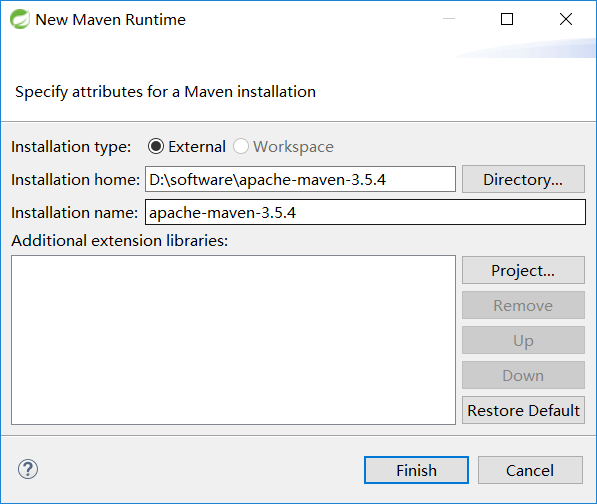 New Maven Runtime
Specify attributes for a Maven installation
Installation type: External Workspace
Installation home: D:\software\apache-maven-3.5.4 Directory...
Installation name: apache-maven-3.5.4
Additional extension libraries:
Project...
Remove
Up
Down
Restore Default
? Finish Cancel